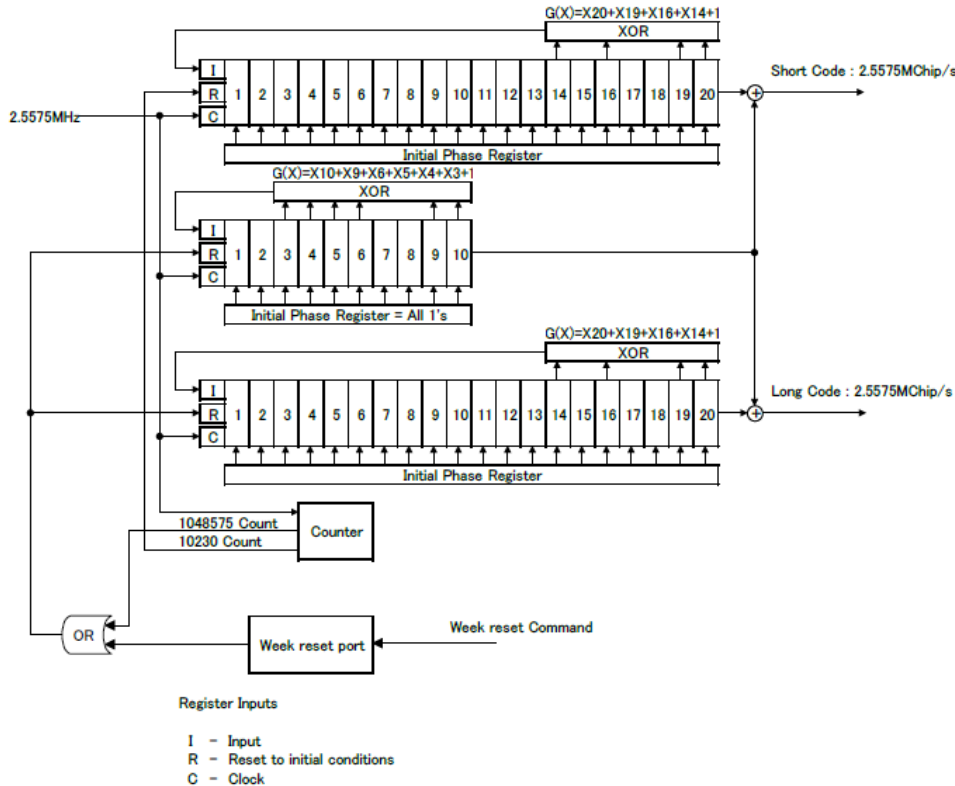 G(X)=X20+X19+X16+X14+1
XOR
I
R
C
1 2 3 4 5 6 7 8 9 10 11 12 13 14 15 16 17 18 19 20
Short Code : 2.5575MChip/s
2.5575MHz
Initial Phase Register
G(X)=X10+X9+X6+X5+X4+X3+1
XOR
I
R
C
1 2 3 4 5 6 7 8 9 10
Initial Phase Register = All 1's
G(X)=X20+X19+X16+X14+1
XOR
I
R
C
1 2 3 4 5 6 7 8 9 10 11 12 13 14 15 16 17 18 19 20
Long Code : 2.5575MChip/s
Initial Phase Register
1048575 Count
10230 Count
Counter
OR
Week reset port
Week reset Command
Register Inputs
I - Input
R - Reset to initial conditions
C - Clock